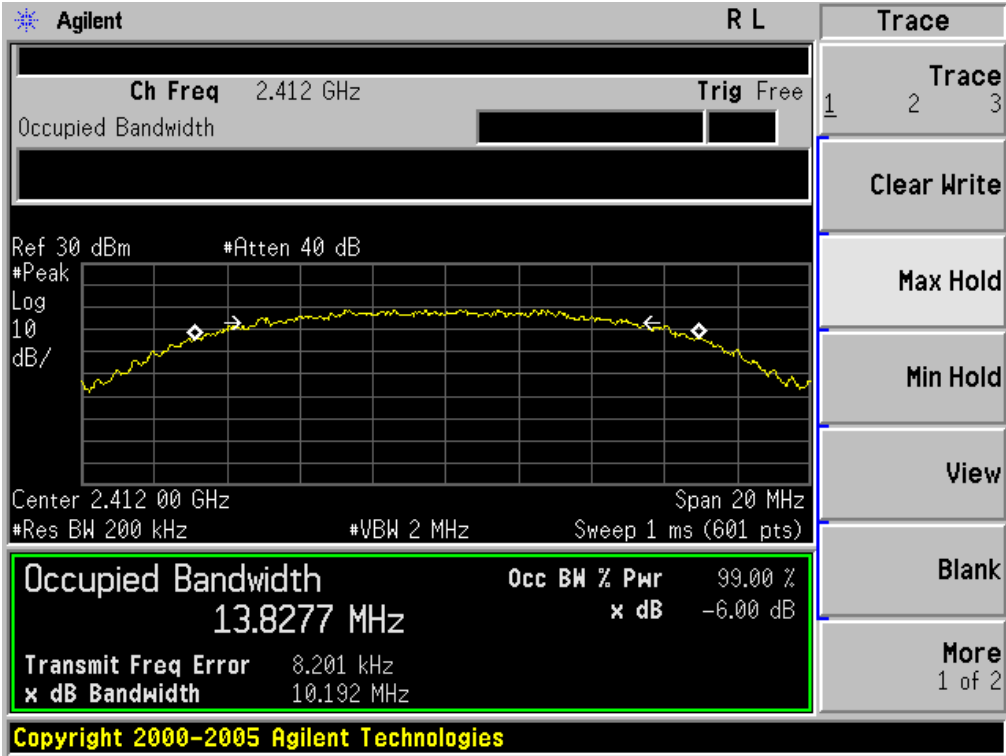 Agilent R L Trace
Ch Freq 2.412 GHz Trig Free
Occupied Bandwidth
Trace
1 2 3
Clear Write
Max Hold
Min Hold
View
Blank
More
1 of 2
Ref 30 dBm #Atten 40 dB
#Peak
Log
10
dB/
Center 2.412 00 GHz Span 20 MHz
#Res BW 200 kHz #VBW 2 MHz Sweep 1 ms (601 pts)
Occupied Bandwidth
13.8277 MHz
Occ BW % Pwr 99.00 %
x dB -6.00 dB
Transmit Freq Error 8.201 kHz
x dB Bandwidth 10.192 MHz
Copyright 2000-2005 Agilent Technologies